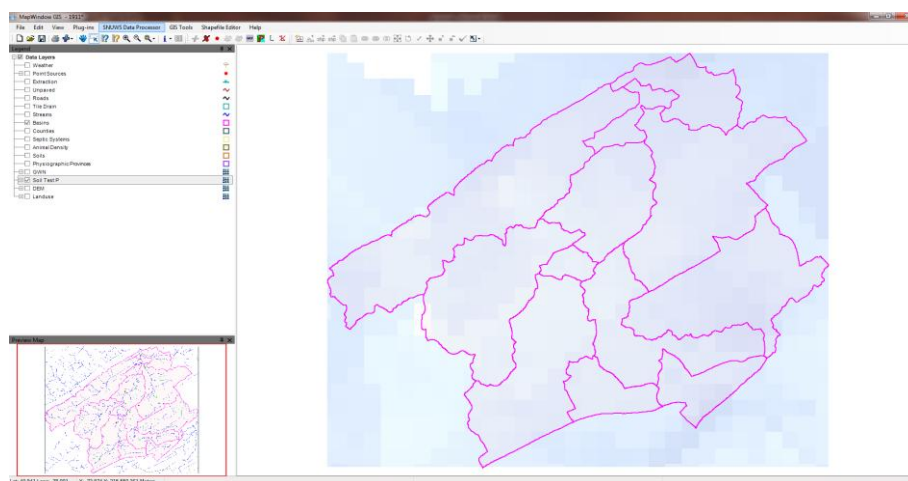 MapWindow GIS - 1911*
File Edit View Plug-ins SNUWS Data Processor GIS Tools Shapefile Editor Help
Legend
Data Layers
Weather
Point Sources
Extraction
Unpaved
Roads
Tile Drain
Streams
Basins
Counties
Septic Systems
Animal Density
Soils
Physiographic Provinces
GWN
Soil Test P
DEM
Landuse
Preview Map